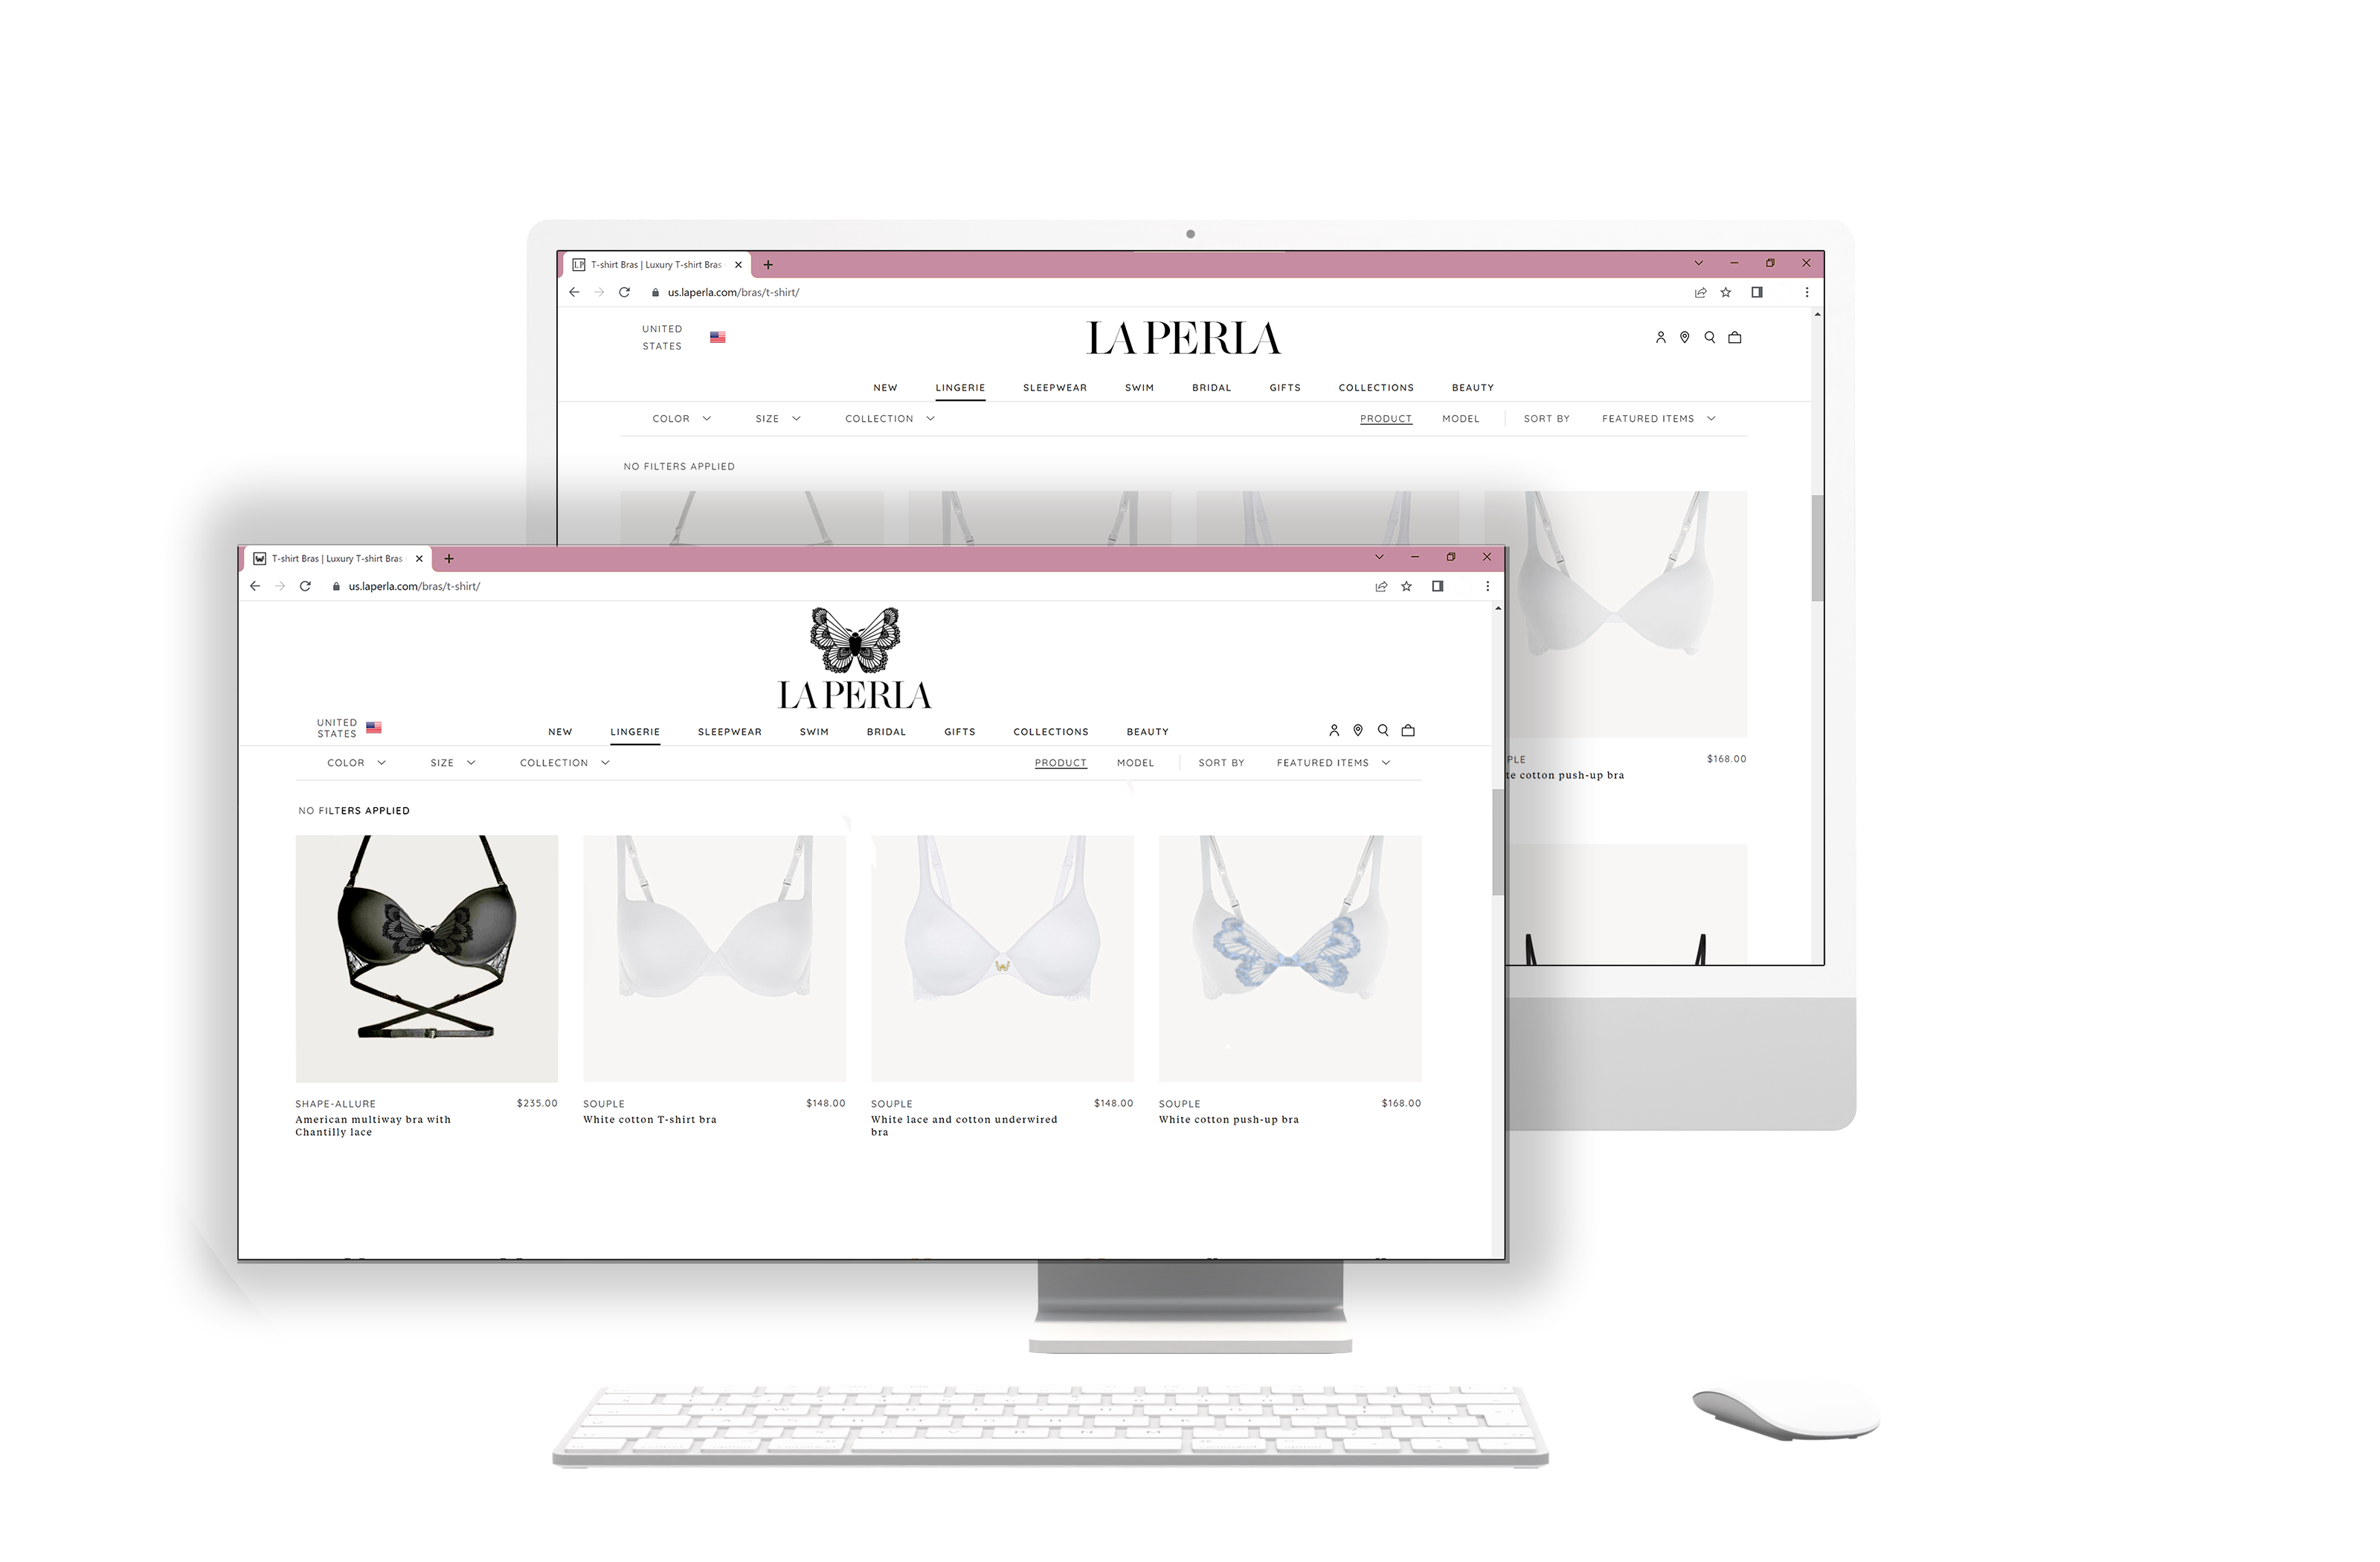 LP T-shirt Bras | Luxury T-shirt Bras
us.laperla.com/bras/t-shirt/
UNITED
STATES
LA PERLA
NEW LINGERIE SLEEPWEAR SWIM BRIDAL GIFTS COLLECTIONS BEAUTY
COLOR SIZE COLLECTION PRODUCT MODEL SORT BY FEATURED ITEMS
NO FILTERS APPLIED
$168.00
cotton push-up bra
T-shirt Bras | Luxury T-shirt Bras
us.laperla.com/bras/t-shirt/
LA PERLA
UNITED
STATES
NEW LINGERIE SLEEPWEAR SWIM BRIDAL GIFTS COLLECTIONS BEAUTY
COLOR SIZE COLLECTION PRODUCT MODEL SORT BY FEATURED ITEMS
NO FILTERS APPLIED
SHAPE-ALLURE $235.00
American multiway bra with
Chantilly lace
SOUPLE $148.00
White cotton T-shirt bra
SOUPLE $148.00
White lace and cotton underwired
bra
SOUPLE $168.00
White cotton push-up bra